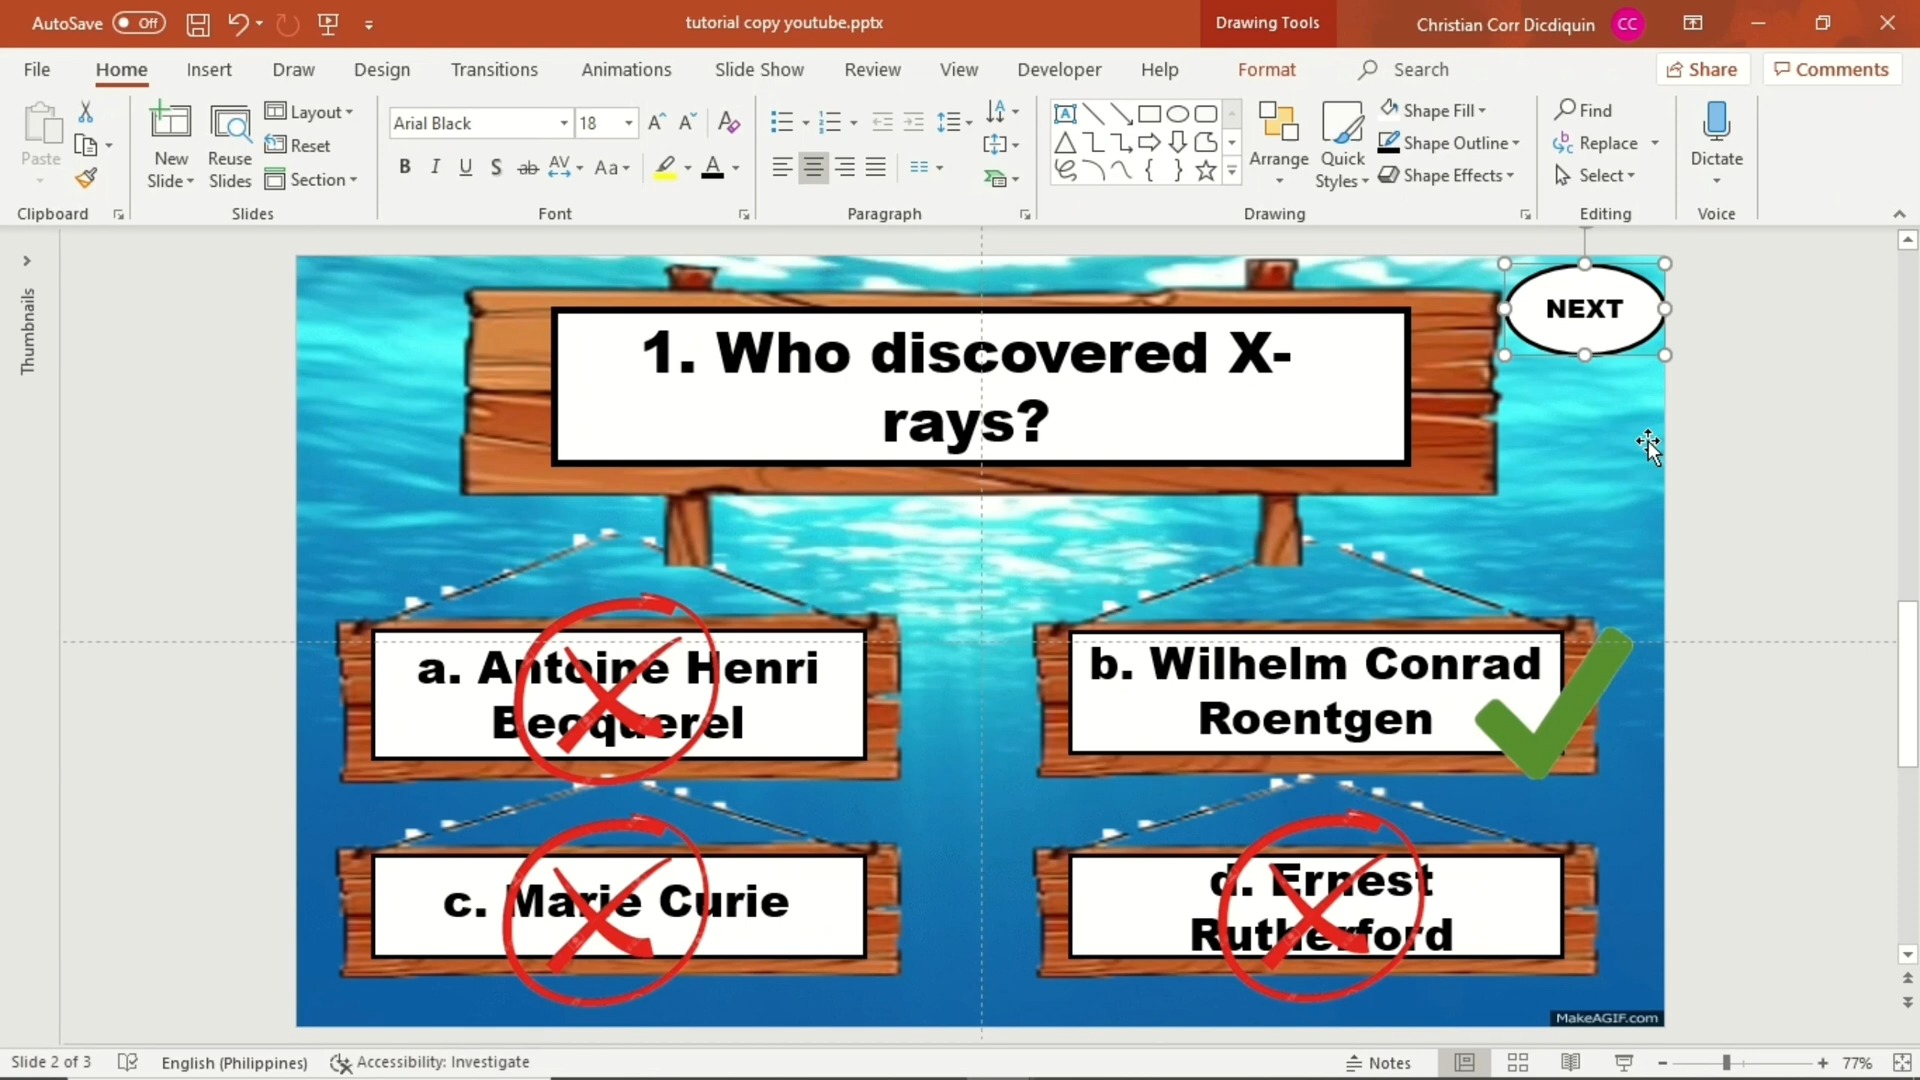 AutoSave Off
tutorial copy youtube.pptx
Drawing Tools
Christian Corr Dicdiquin CC
File Home Insert Draw Design Transitions Animations Slide Show Review View Developer Help Format Search Share Comments
Paste
Clipboard
New Slide
Reuse Slides
Layout
Reset
Section
Slides
Arial Black 18
B I U S ab AV Aa A
Font
Paragraph
Arrange
Quick Styles
Shape Fill
Shape Outline
Shape Effects
Drawing
Find
Replace
Select
Editing
Dictate
Voice
Thumbnails
NEXT
1. Who discovered X-
rays?
a. Antoine Henri
Becquerel
b. Wilhelm Conrad
Roentgen
c. Marie Curie
d. Ernest
Rutherford
MakeAGIF.com
Slide 2 of 3 English (Philippines) Accessibility: Investigate Notes 77%